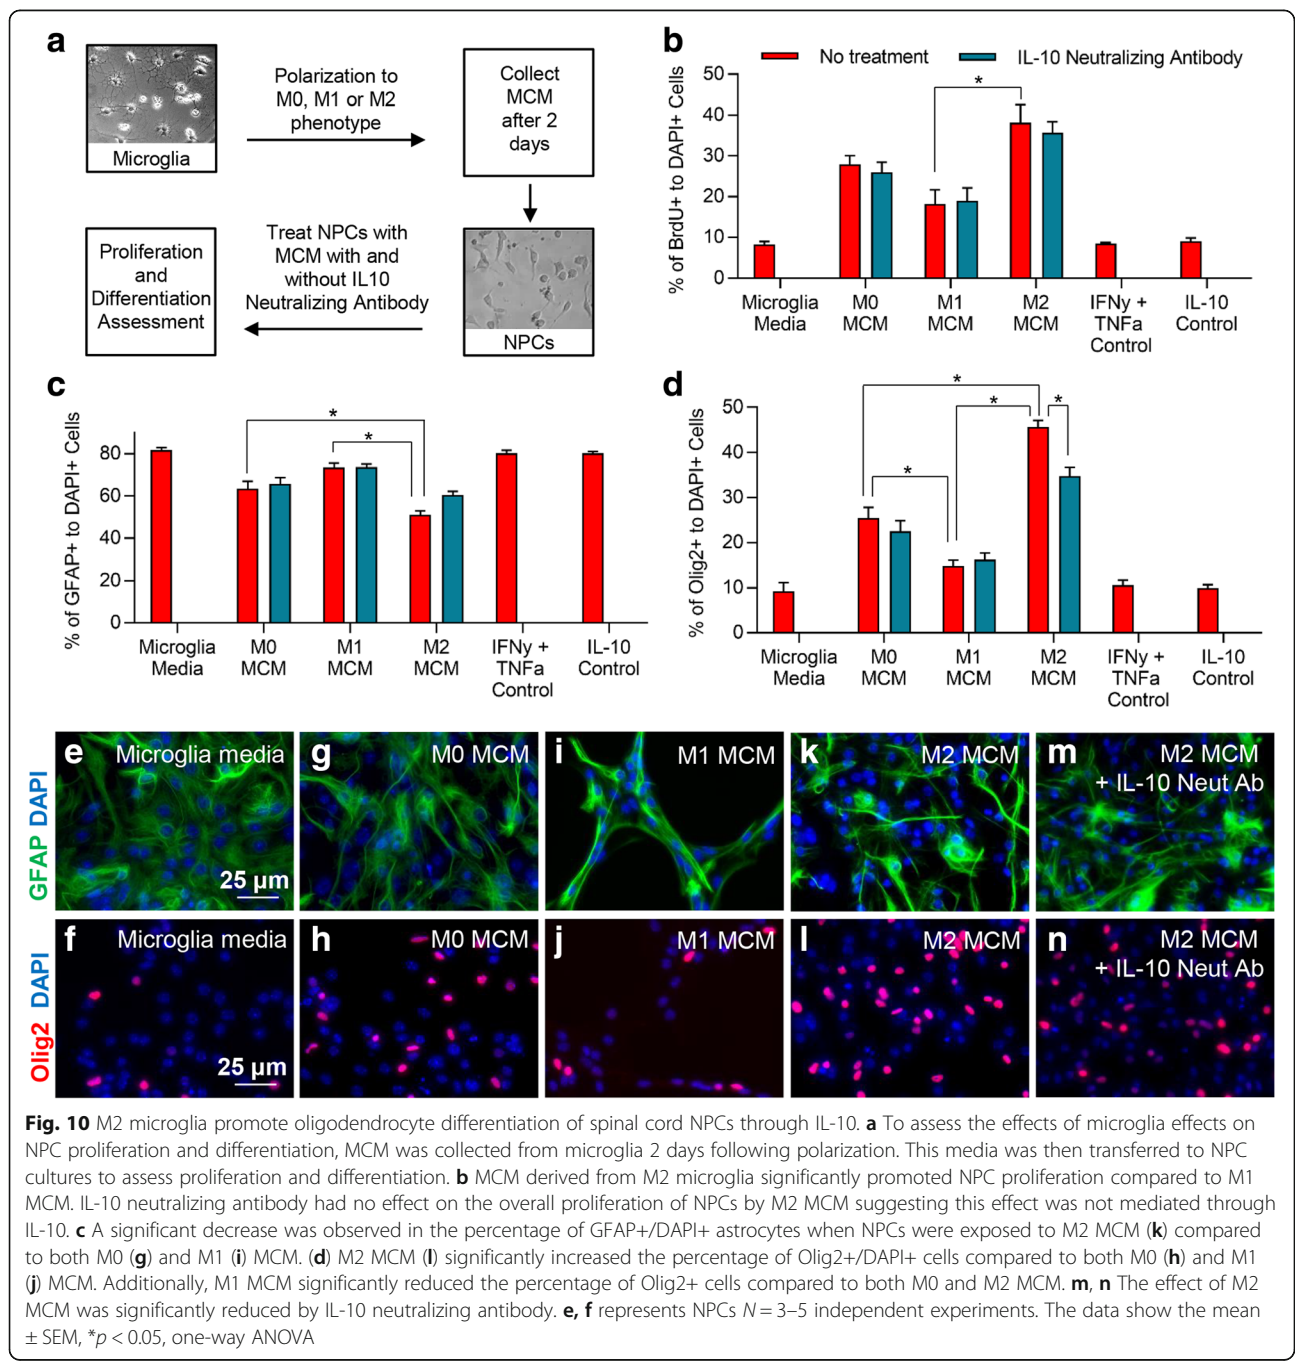 a
Microglia
Polarization to
M0, M1 or M2
phenotype
Collect
MCM
after 2
days
NPCs
Treat NPCs with
MCM with and
without IL10
Neutralizing Antibody
Proliferation
and
Differentiation
Assessment
b
No treatment
IL-10 Neutralizing Antibody
% of BrdU+ to DAPI+ Cells
50
40
30
20
10
0
*
Microglia Media
M0 MCM
M1 MCM
M2 MCM
IFNy + TNFa Control
IL-10 Control
c
% of GFAP+ to DAPI+ Cells
80
60
40
20
0
*
*
Microglia Media
M0 MCM
M1 MCM
M2 MCM
IFNy + TNFa Control
IL-10 Control
d
% of Olig2+ to DAPI+ Cells
50
40
30
20
10
0
*
*
*
*
Microglia Media
M0 MCM
M1 MCM
M2 MCM
IFNy + TNFa Control
IL-10 Control
GFAP DAPI
e Microglia media
25 µm
g M0 MCM
i M1 MCM
k M2 MCM
m M2 MCM
+ IL-10 Neut Ab
Olig2 DAPI
f Microglia media
25 µm
h M0 MCM
j M1 MCM
l M2 MCM
n M2 MCM
+ IL-10 Neut Ab
Fig. 10 M2 microglia promote oligodendrocyte differentiation of spinal cord NPCs through IL-10. a To assess the effects of microglia effects on
NPC proliferation and differentiation, MCM was collected from microglia 2 days following polarization. This media was then transferred to NPC
cultures to assess proliferation and differentiation. b MCM derived from M2 microglia significantly promoted NPC proliferation compared to M1
MCM. IL-10 neutralizing antibody had no effect on the overall proliferation of NPCs by M2 MCM suggesting this effect was not mediated through
IL-10. c A significant decrease was observed in the percentage of GFAP+/DAPI+ astrocytes when NPCs were exposed to M2 MCM (k) compared
to both M0 (g) and M1 (i) MCM. (d) M2 MCM (l) significantly increased the percentage of Olig2+/DAPI+ cells compared to both M0 (h) and M1
(j) MCM. Additionally, M1 MCM significantly reduced the percentage of Olig2+ cells compared to both M0 and M2 MCM. m, n The effect of M2
MCM was significantly reduced by IL-10 neutralizing antibody. e, f represents NPCs N = 3–5 independent experiments. The data show the mean
± SEM, *p < 0.05, one-way ANOVA